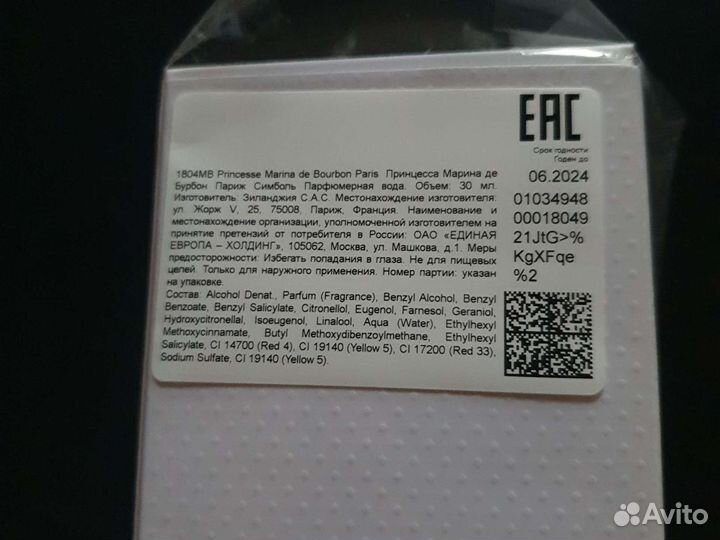 EAC
Срок годности
Годен до
06.2024
01034948
00018049
21JtG>%
KgXFqe
%2
1804MB Princesse Marina de Bourbon Paris Принцесса Марина де
Бурбон Париж Симболь Парфюмерная вода. Объем: 30 мл.
Изготовитель: Зиланджия С.А.С. Местонахождение изготовителя:
ул. Жорж V, 25, 75008, Париж, Франция. Наименование и
местонахождение организации, уполномоченной изготовителем на
принятие претензий от потребителя в России: ОАО «ЕДИНАЯ
ЕВРОПА – ХОЛДИНГ», 105062, Москва, ул. Машкова, д.1. Меры
предосторожности: Избегать попадания в глаза. Не для пищевых
целей. Только для наружного применения. Номер партии: указан
на упаковке.
Состав: Alcohol Denat., Parfum (Fragrance), Benzyl Alcohol, Benzyl
Benzoate, Benzyl Salicylate, Citronellol, Eugenol, Farnesol, Geraniol,
Hydroxycitronellal, Isoeugenol, Linalool, Aqua (Water), Ethylhexyl
Methoxycinnamate, Butyl Methoxydibenzoylmethane, Ethylhexyl
Salicylate, CI 14700 (Red 4), CI 19140 (Yellow 5), CI 17200 (Red 33),
Sodium Sulfate, CI 19140 (Yellow 5).
Avito